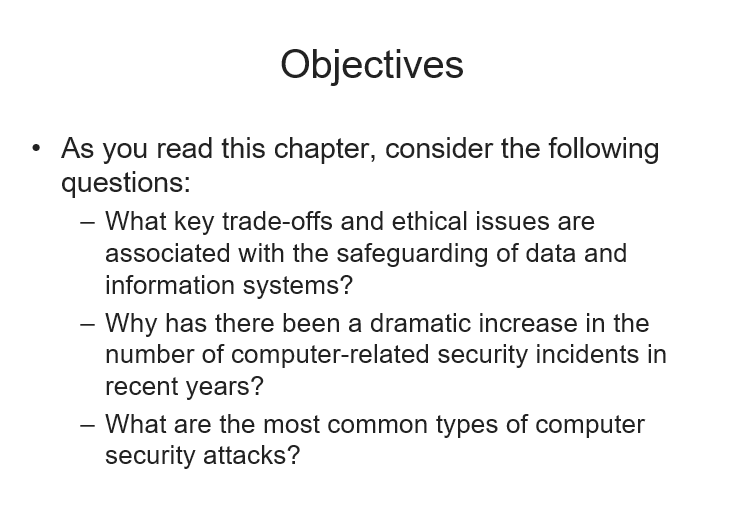 Objectives
• As you read this chapter, consider the following
questions:
– What key trade-offs and ethical issues are
associated with the safeguarding of data and
information systems?
– Why has there been a dramatic increase in the
number of computer-related security incidents in
recent years?
– What are the most common types of computer
security attacks?